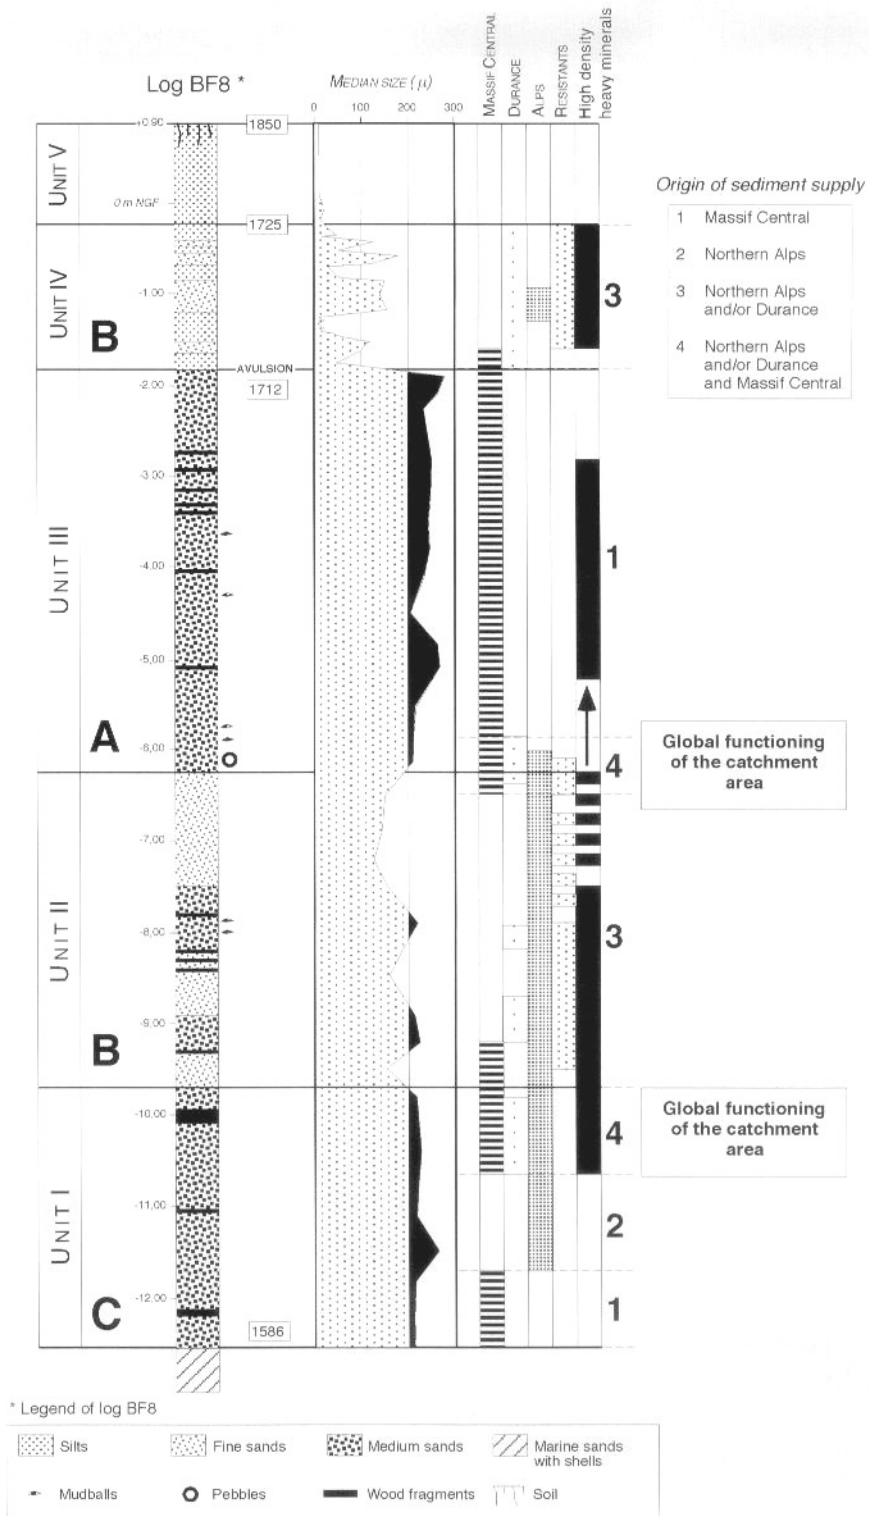 Log BF8 *
MEDIAN SIZE (µ)
0 100 200 300
MASSIF CENTRAL
DURANCE
ALPS
RESISTANTS
High density
heavy minerals
UNIT V
+0.90
1850
0 m NGF
1725
UNIT IV
B
-1.00
3
AVULSION
1712
-2.00
UNIT III
-3.00
-4.00
1
-5.00
A
-6,00
4
Global functioning
of the catchment
area
UNIT II
-7,00
-8,00
3
-9.00
B
-10.00
4
Global functioning
of the catchment
area
UNIT I
-11,00
2
-12.00
C
1
1586
Origin of sediment supply
1 Massif Central
2 Northern Alps
3 Northern Alps
and/or Durance
4 Northern Alps
and/or Durance
and Massif Central
* Legend of log BF8
Silts
Fine sands
Medium sands
Marine sands
with shells
Mudballs
Pebbles
Wood fragments
Soil